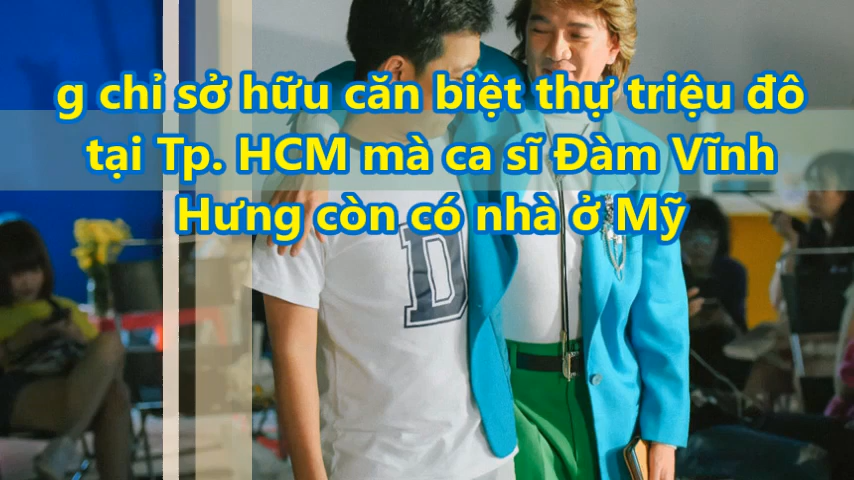 g chỉ sở hữu căn biệt thự triệu đô
tại Tp. HCM mà ca sĩ Đàm Vĩnh
Hưng còn có nhà ở Mỹ
D